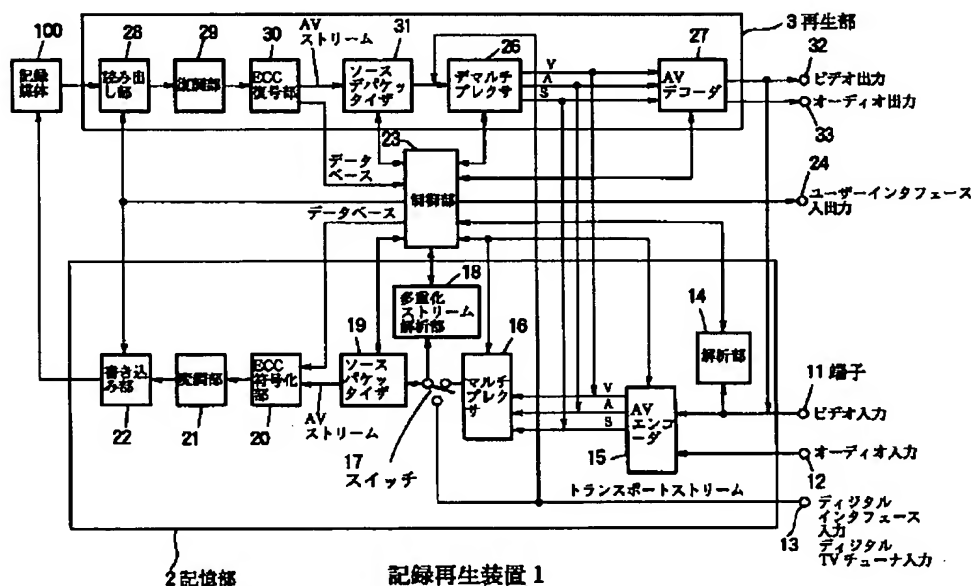 3 再生部
100
28
29
30
AV
ストリーム
31
26
27
32
記録
媒体
読み出
し部
復調部
ECC
復号部
ソース
デパケッ
タイザ
デマルチ
プレクサ
V
A
S
AV
デコーダ
ビデオ出力
オーディオ出力
33
23
データ
ベース
制御部
24
ユーザーインタフェース
入出力
データベース
18
多重化
ストリーム
解析部
14
解析部
19
16
11 端子
書き込
み部
変調部
ECC
符号化
部
ソース
パケッ
タイザ
マルチ
プレク
サ
V
A
S
AV
エンコ
ーダ
ビデオ入力
22
21
20
AV
ストリーム
17
スイッチ
15
オーディオ入力
12
トランスポートストリーム
ディジタル
インタフェース
入力
13
ディジタル
TVチューナ入力
2 記憶部
記録再生装置 1